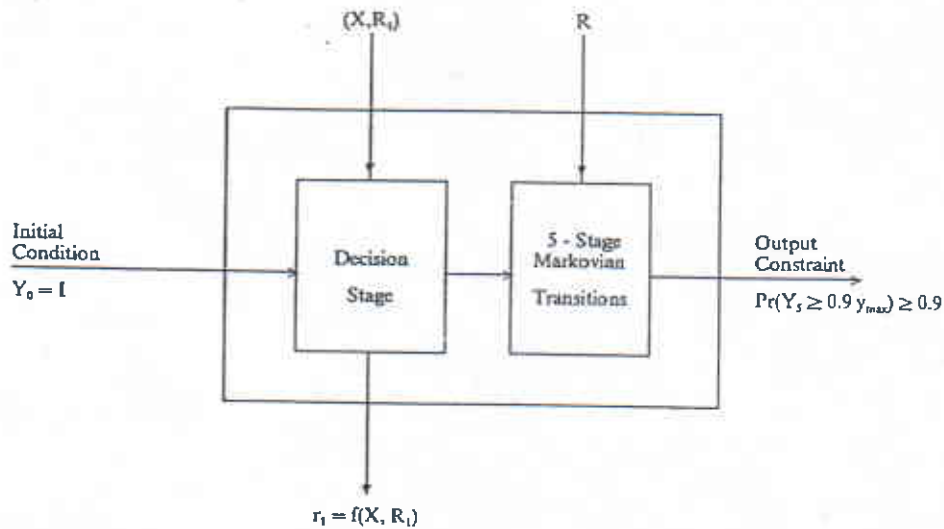 (X,R₁)
R
Initial
Condition
Y₀ = I
Decision
Stage
5 - Stage
Markovian
Transitions
Output
Constraint
Pr(Y₅ ≥ 0.9 yₘₐₓ) ≥ 0.9
r₁ = f(X, R₁)